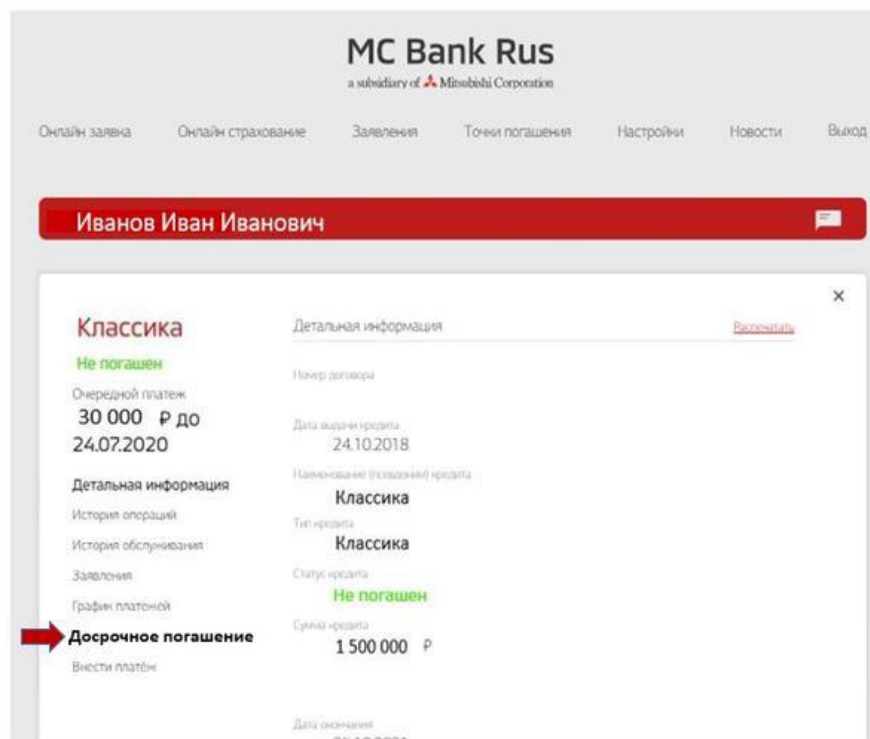 MC Bank Rus
a subsidiary of Mitsubishi Corporation
Онлайн заявка Онлайн страхование Заявления Точки погашения Настройки Новости Выход
Иванов Иван Иванович
Классика
Не погашен
Очередной платеж
30 000 ₽ до
24.07.2020
Детальная информация
История операций
История обслуживания
Заявления
График платежей
Досрочное погашение
Внести платёж
Детальная информация Распечатать
Номер договора
Дата выдачи кредита
24.10.2018
Наименование (псевдоним) кредита
Классика
Тип кредита
Классика
Статус кредита
Не погашен
Сумма кредита
1 500 000 ₽
Дата окончания